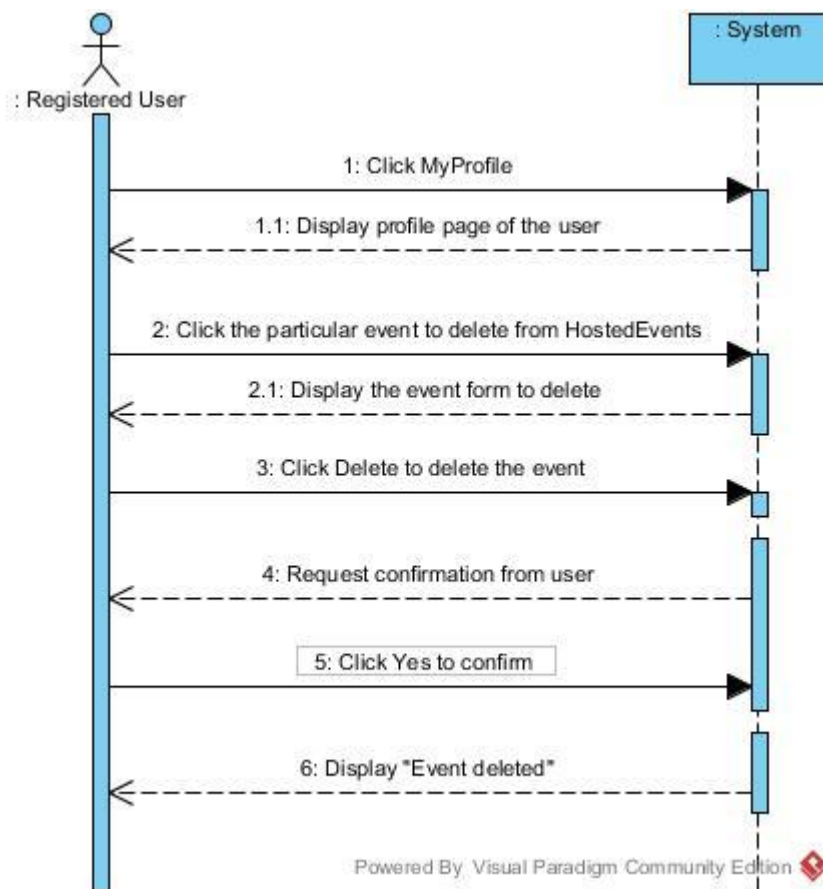 : System
: Registered User
1: Click MyProfile
1.1: Display profile page of the user
2: Click the particular event to delete from HostedEvents
2.1: Display the event form to delete
3: Click Delete to delete the event
4: Request confirmation from user
5: Click Yes to confirm
6: Display "Event deleted"
Powered By Visual Paradigm Community Edition